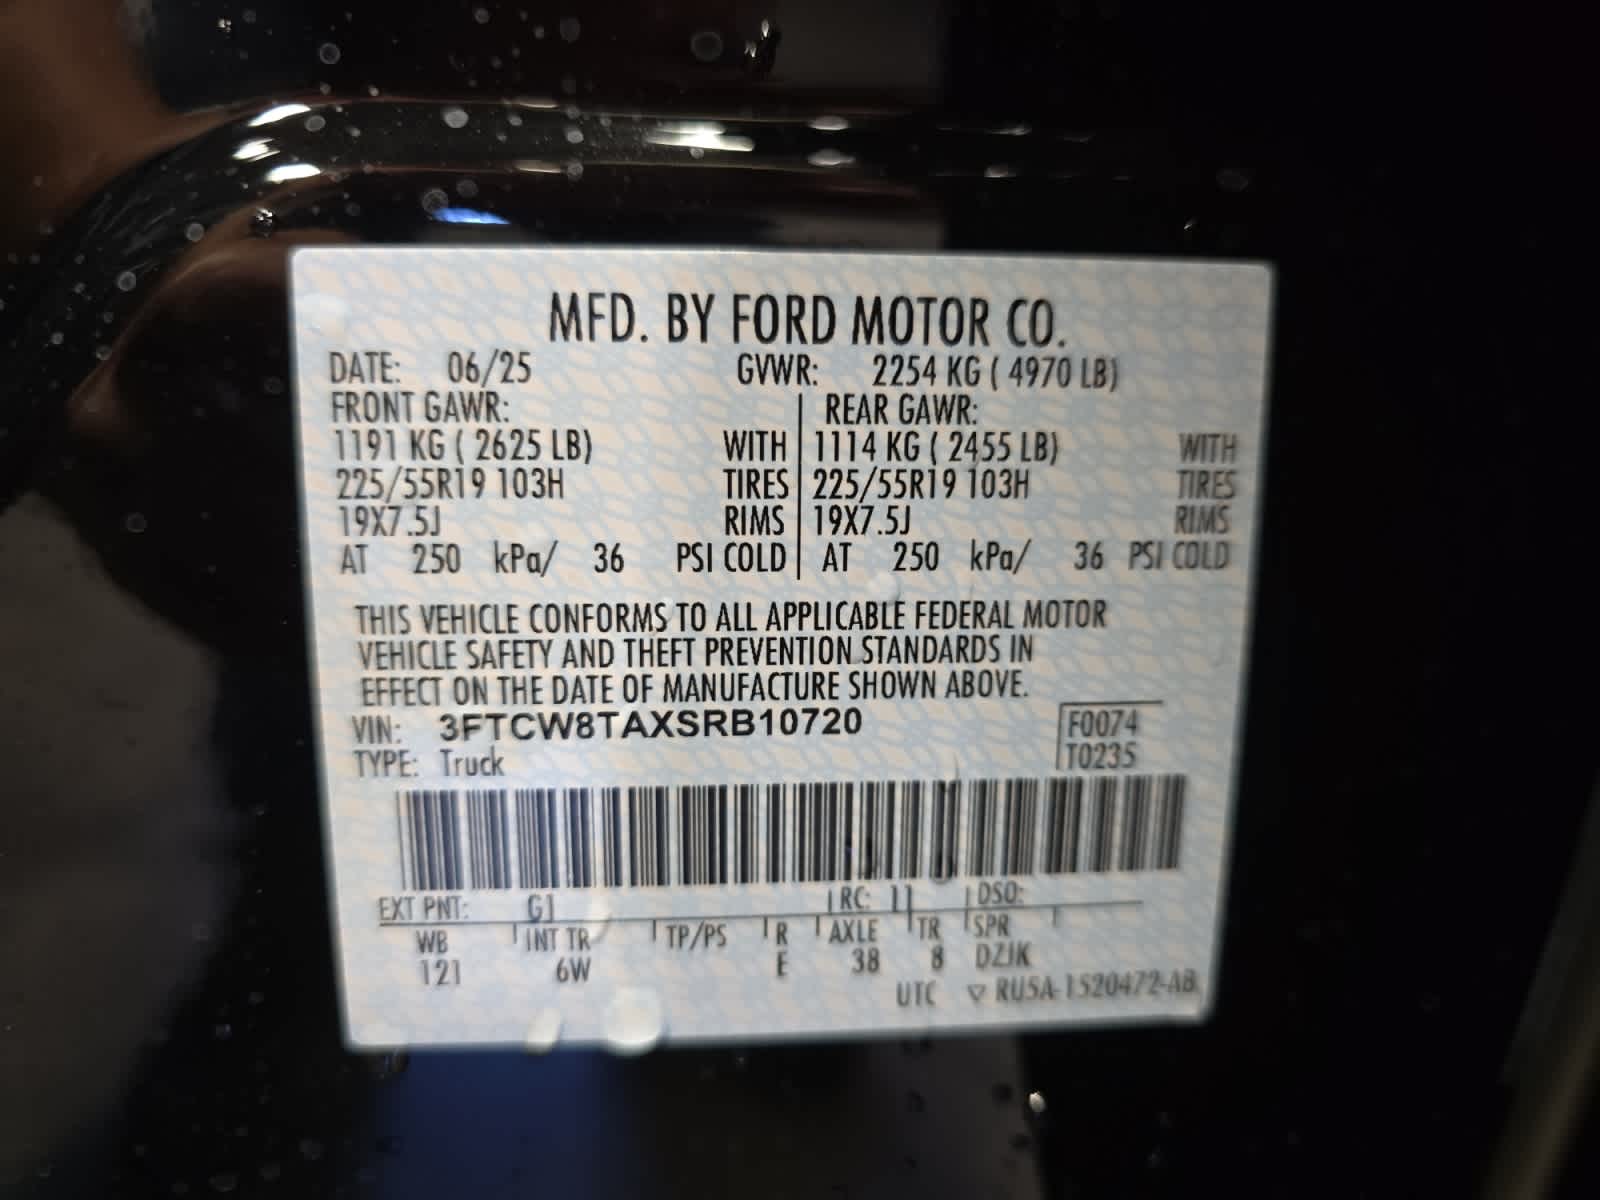 MFD. BY FORD MOTOR CO.
DATE: 06/25 GVWR: 2254 KG ( 4970 LB)
FRONT GAWR: REAR GAWR:
1191 KG ( 2625 LB) WITH 1114 KG ( 2455 LB) WITH
225/55R19 103H TIRES 225/55R19 103H TIRES
19X7.5J RIMS 19X7.5J RIMS
AT 250 kPa/ 36 PSI COLD AT 250 kPa/ 36 PSI COLD
THIS VEHICLE CONFORMS TO ALL APPLICABLE FEDERAL MOTOR
VEHICLE SAFETY AND THEFT PREVENTION STANDARDS IN
EFFECT ON THE DATE OF MANUFACTURE SHOWN ABOVE.
VIN: 3FTCW8TAXSRB10720 F0074
TYPE: Truck T0235
EXT PNT: G1 RC: 11 DSO:
WB INT TR TP/PS R AXLE TR SPR
121 6W E 38 8 DZJK
UTC ▽ RU5A-1520472-AB